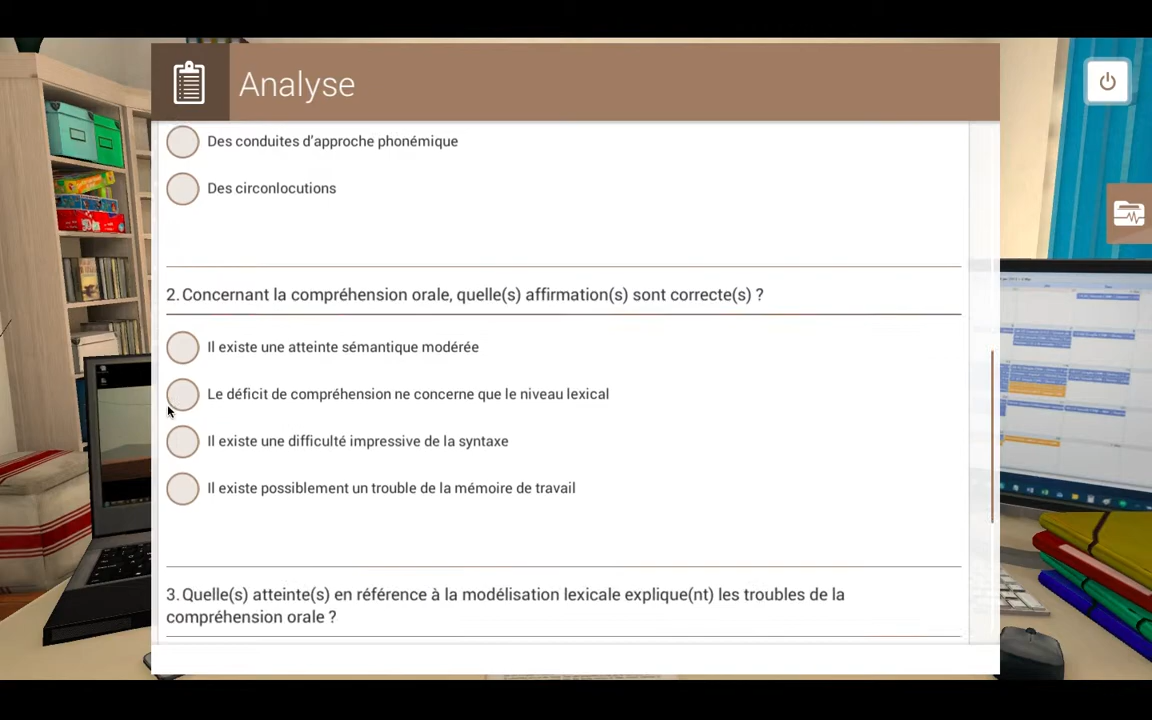 Analyse
Des conduites d'approche phonémique
Des circonlocutions
2. Concernant la compréhension orale, quelle(s) affirmation(s) sont correcte(s) ?
Il existe une atteinte sémantique modérée
Le déficit de compréhension ne concerne que le niveau lexical
Il existe une difficulté impressive de la syntaxe
Il existe possiblement un trouble de la mémoire de travail
3. Quelle(s) atteinte(s) en référence à la modélisation lexicale explique(nt) les troubles de la
compréhension orale ?